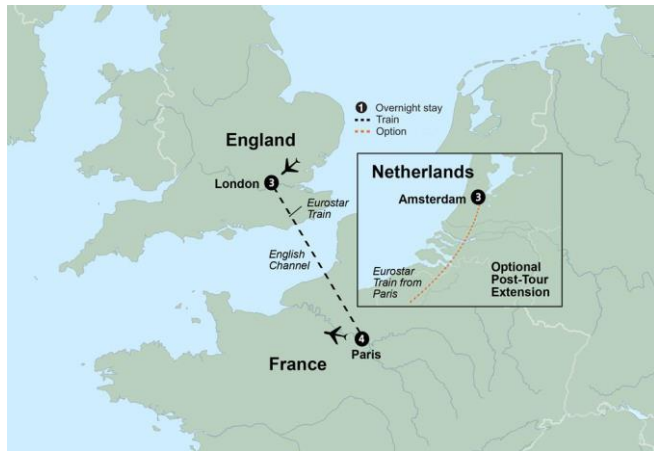 1 Overnight stay
Train
Option
England
London 3
Eurostar
Train
English
Channel
Netherlands
Amsterdam 3
Eurostar
Train from
Paris
Optional
Post-Tour
Extension
4
Paris
France